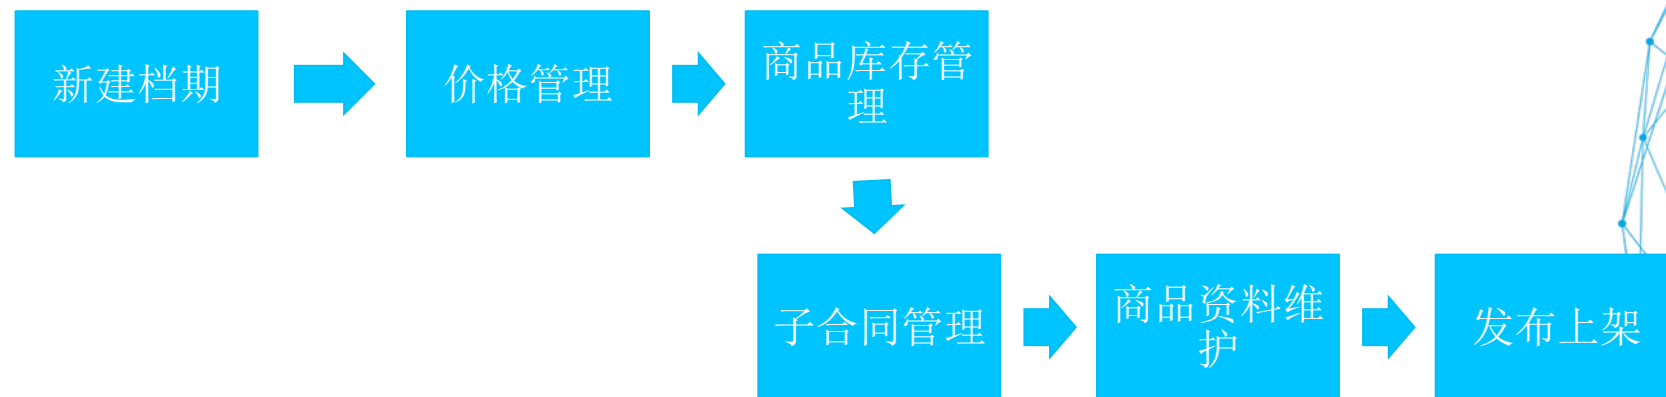 新建档期
价格管理
商品库存管
理
子合同管理
商品资料维
护
发布上架